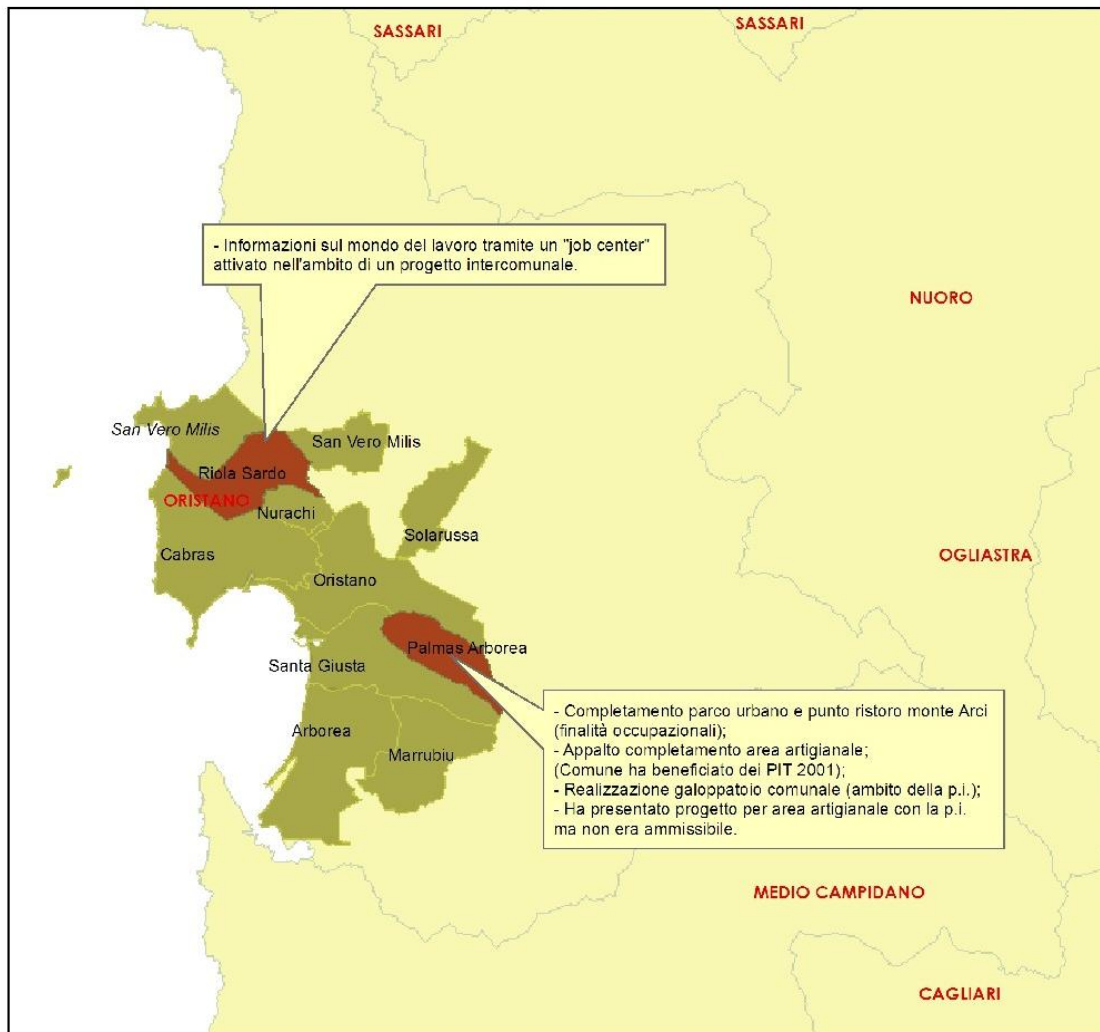 SASSARI
SASSARI
- Informazioni sul mondo del lavoro tramite un "job center"
attivato nell'ambito di un progetto intercomunale.
NUORO
San Vero Milis
San Vero Milis
Riola Sardo
ORISTANO
Nurachi
Solarussa
Cabras
OGLIASTRA
Oristano
Palmas Arborea
Santa Giusta
- Completamento parco urbano e punto ristoro monte Arci
(finalità occupazionali);
- Appalto completamento area artigianale;
(Comune ha beneficiato dei PIT 2001);
- Realizzazione galoppatoio comunale (ambito della p.i.);
- Ha presentato progetto per area artigianale con la p.i.
ma non era ammissibile.
Arborea
Marrubiu
MEDIO CAMPIDANO
CAGLIARI